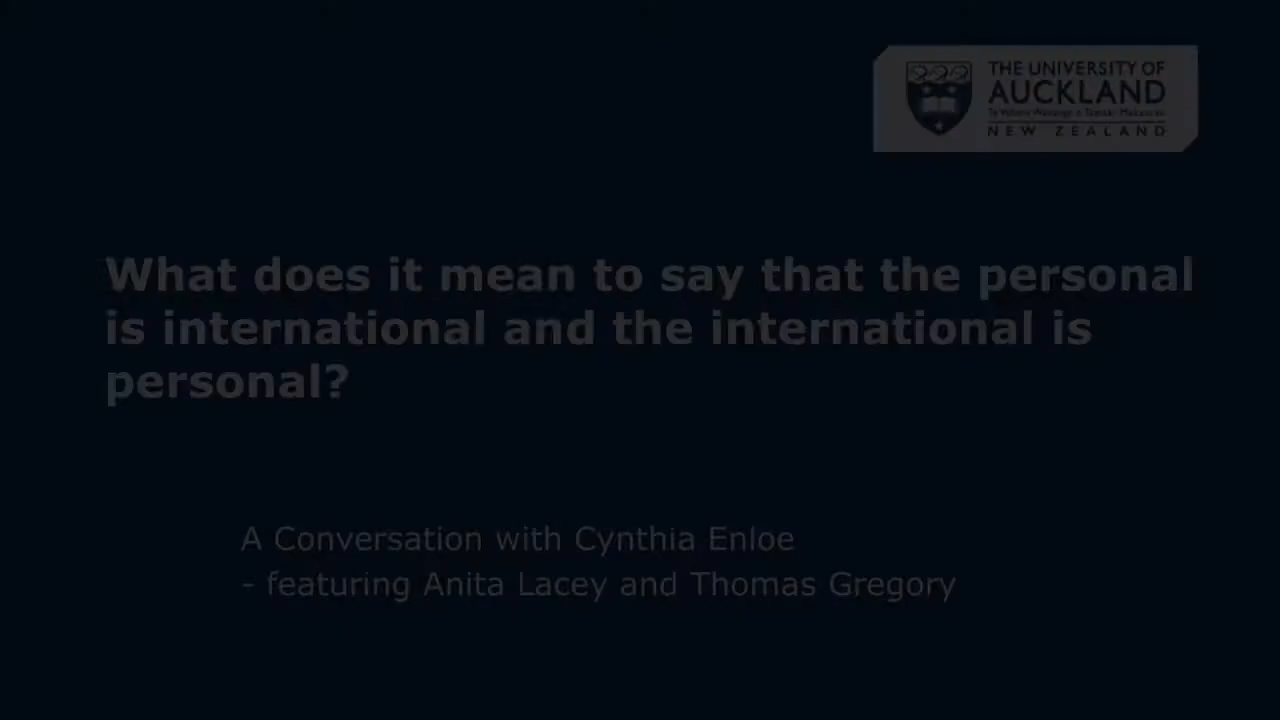 THE UNIVERSITY OF
AUCKLAND
NEW ZEALAND
What does it mean to say that the personal
is international and the international is
personal?
A Conversation with Cynthia Enloe
- featuring Anita Lacey and Thomas Gregory